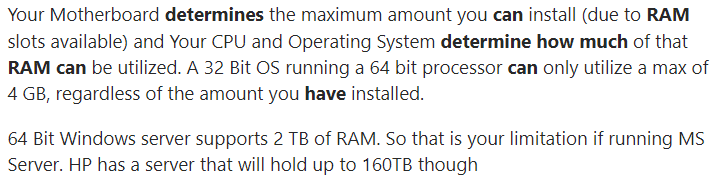 Your Motherboard determines the maximum amount you can install (due to RAM
slots available) and Your CPU and Operating System determine how much of that
RAM can be utilized. A 32 Bit OS running a 64 bit processor can only utilize a max of
4 GB, regardless of the amount you have installed.
64 Bit Windows server supports 2 TB of RAM. So that is your limitation if running MS
Server. HP has a server that will hold up to 160TB though